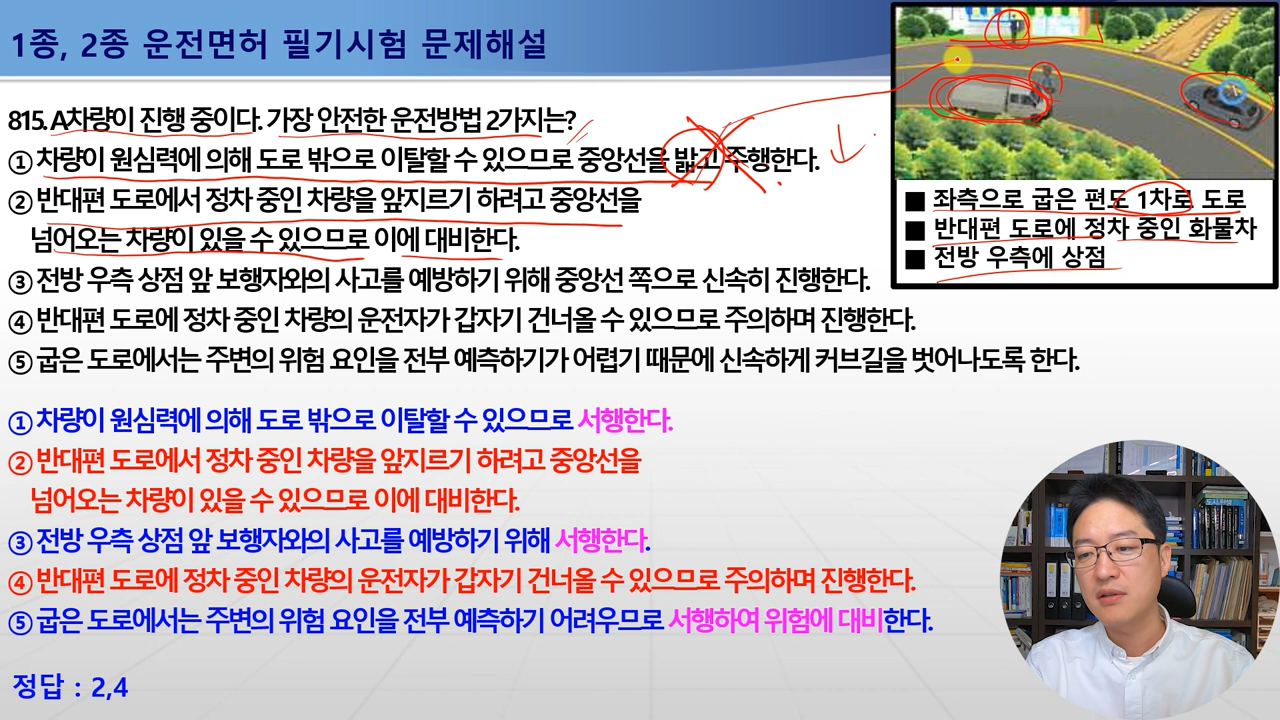 1종, 2종 운전면허 필기시험 문제해설
815. A차량이 진행 중이다. 가장 안전한 운전방법 2가지는?
① 차량이 원심력에 의해 도로 밖으로 이탈할 수 있으므로 중앙선을 밟고 주행한다.
② 반대편 도로에서 정차 중인 차량을 앞지르기 하려고 중앙선을
넘어오는 차량이 있을 수 있으므로 이에 대비한다.
③ 전방 우측 상점 앞 보행자와의 사고를 예방하기 위해 중앙선 쪽으로 신속히 진행한다.
④ 반대편 도로에 정차 중인 차량의 운전자가 갑자기 건너올 수 있으므로 주의하며 진행한다.
⑤ 굽은 도로에서는 주변의 위험 요인을 전부 예측하기가 어렵기 때문에 신속하게 커브길을 벗어나도록 한다.
■ 좌측으로 굽은 편도 1차로 도로
■ 반대편 도로에 정차 중인 화물차
■ 전방 우측에 상점
① 차량이 원심력에 의해 도로 밖으로 이탈할 수 있으므로 서행한다.
② 반대편 도로에서 정차 중인 차량을 앞지르기 하려고 중앙선을
넘어오는 차량이 있을 수 있으므로 이에 대비한다.
③ 전방 우측 상점 앞 보행자와의 사고를 예방하기 위해 서행한다.
④ 반대편 도로에 정차 중인 차량의 운전자가 갑자기 건너올 수 있으므로 주의하며 진행한다.
⑤ 굽은 도로에서는 주변의 위험 요인을 전부 예측하기 어려우므로 서행하여 위험에 대비한다.
정답 : 2,4